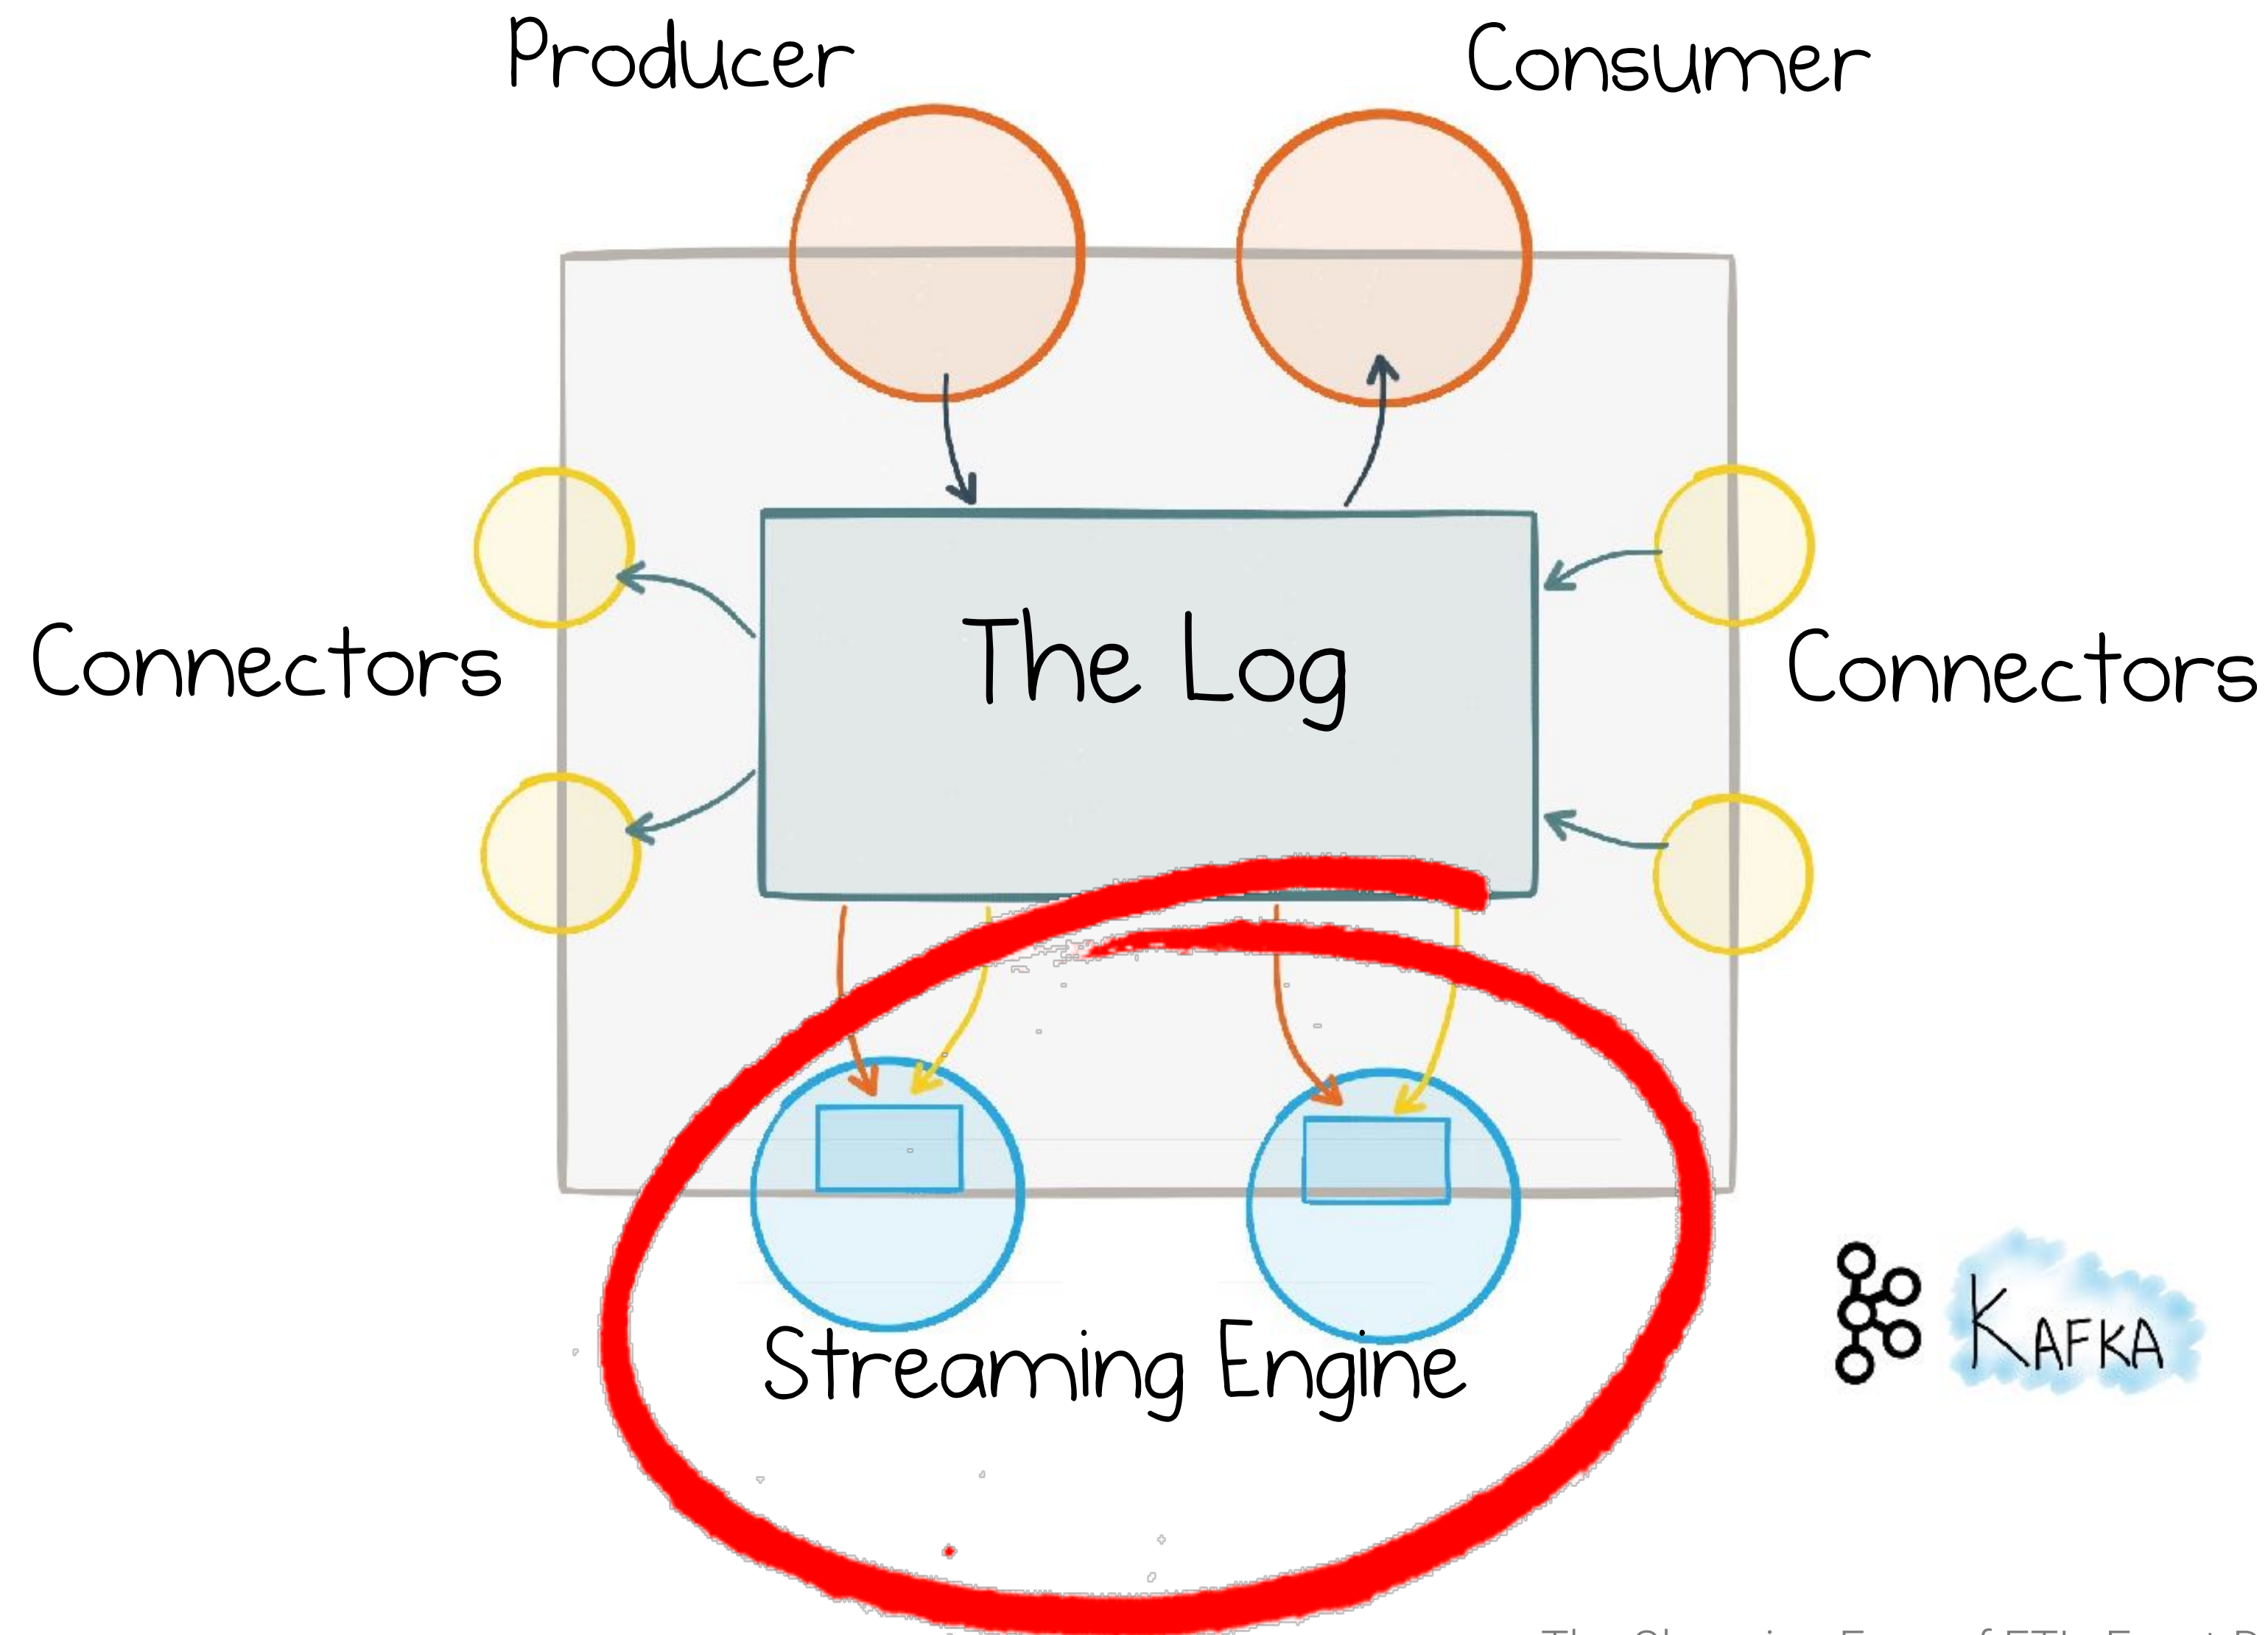 Producer
Consumer
Connectors
The Log
Connectors
Streaming Engine
KAFKA